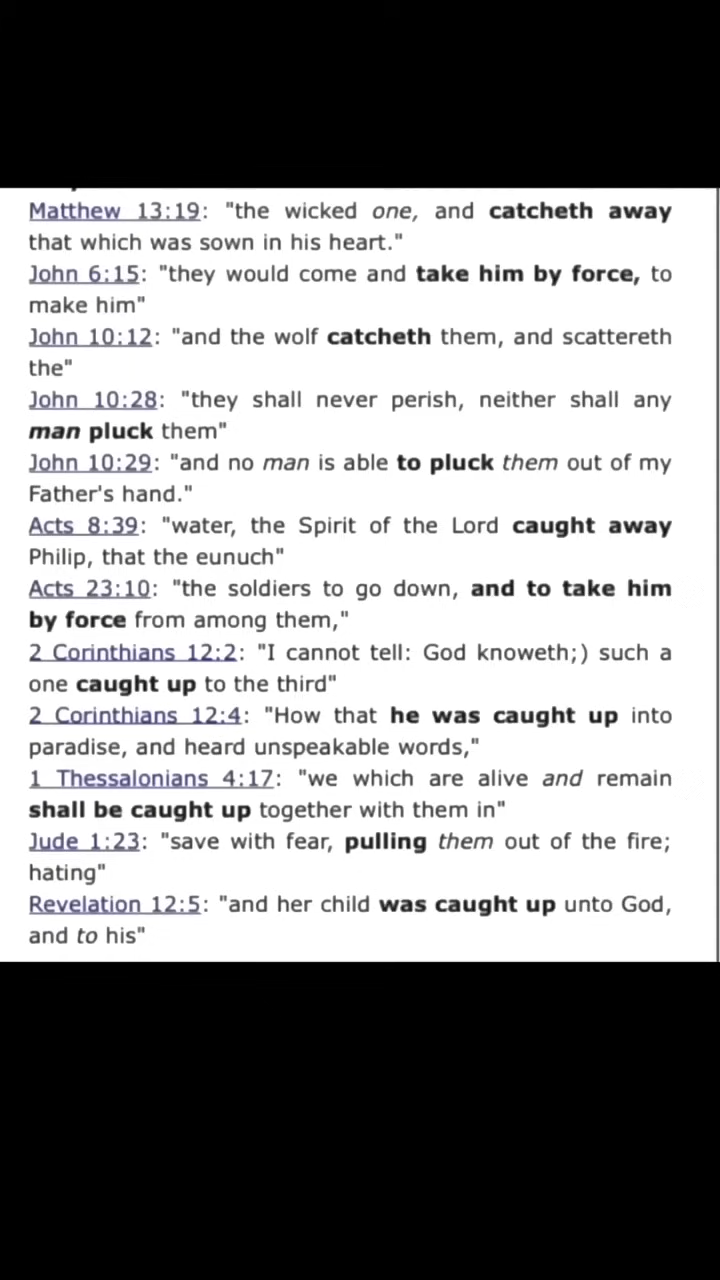 Matthew 13:19: "the wicked one, and catcheth away
that which was sown in his heart."
John 6:15: "they would come and take him by force, to
make him"
John 10:12: "and the wolf catcheth them, and scattereth
the"
John 10:28: "they shall never perish, neither shall any
man pluck them"
John 10:29: "and no man is able to pluck them out of my
Father's hand."
Acts 8:39: "water, the Spirit of the Lord caught away
Philip, that the eunuch"
Acts 23:10: "the soldiers to go down, and to take him
by force from among them,"
2 Corinthians 12:2: "I cannot tell: God knoweth;) such a
one caught up to the third"
2 Corinthians 12:4: "How that he was caught up into
paradise, and heard unspeakable words,"
1 Thessalonians 4:17: "we which are alive and remain
shall be caught up together with them in"
Jude 1:23: "save with fear, pulling them out of the fire;
hating"
Revelation 12:5: "and her child was caught up unto God,
and to his"